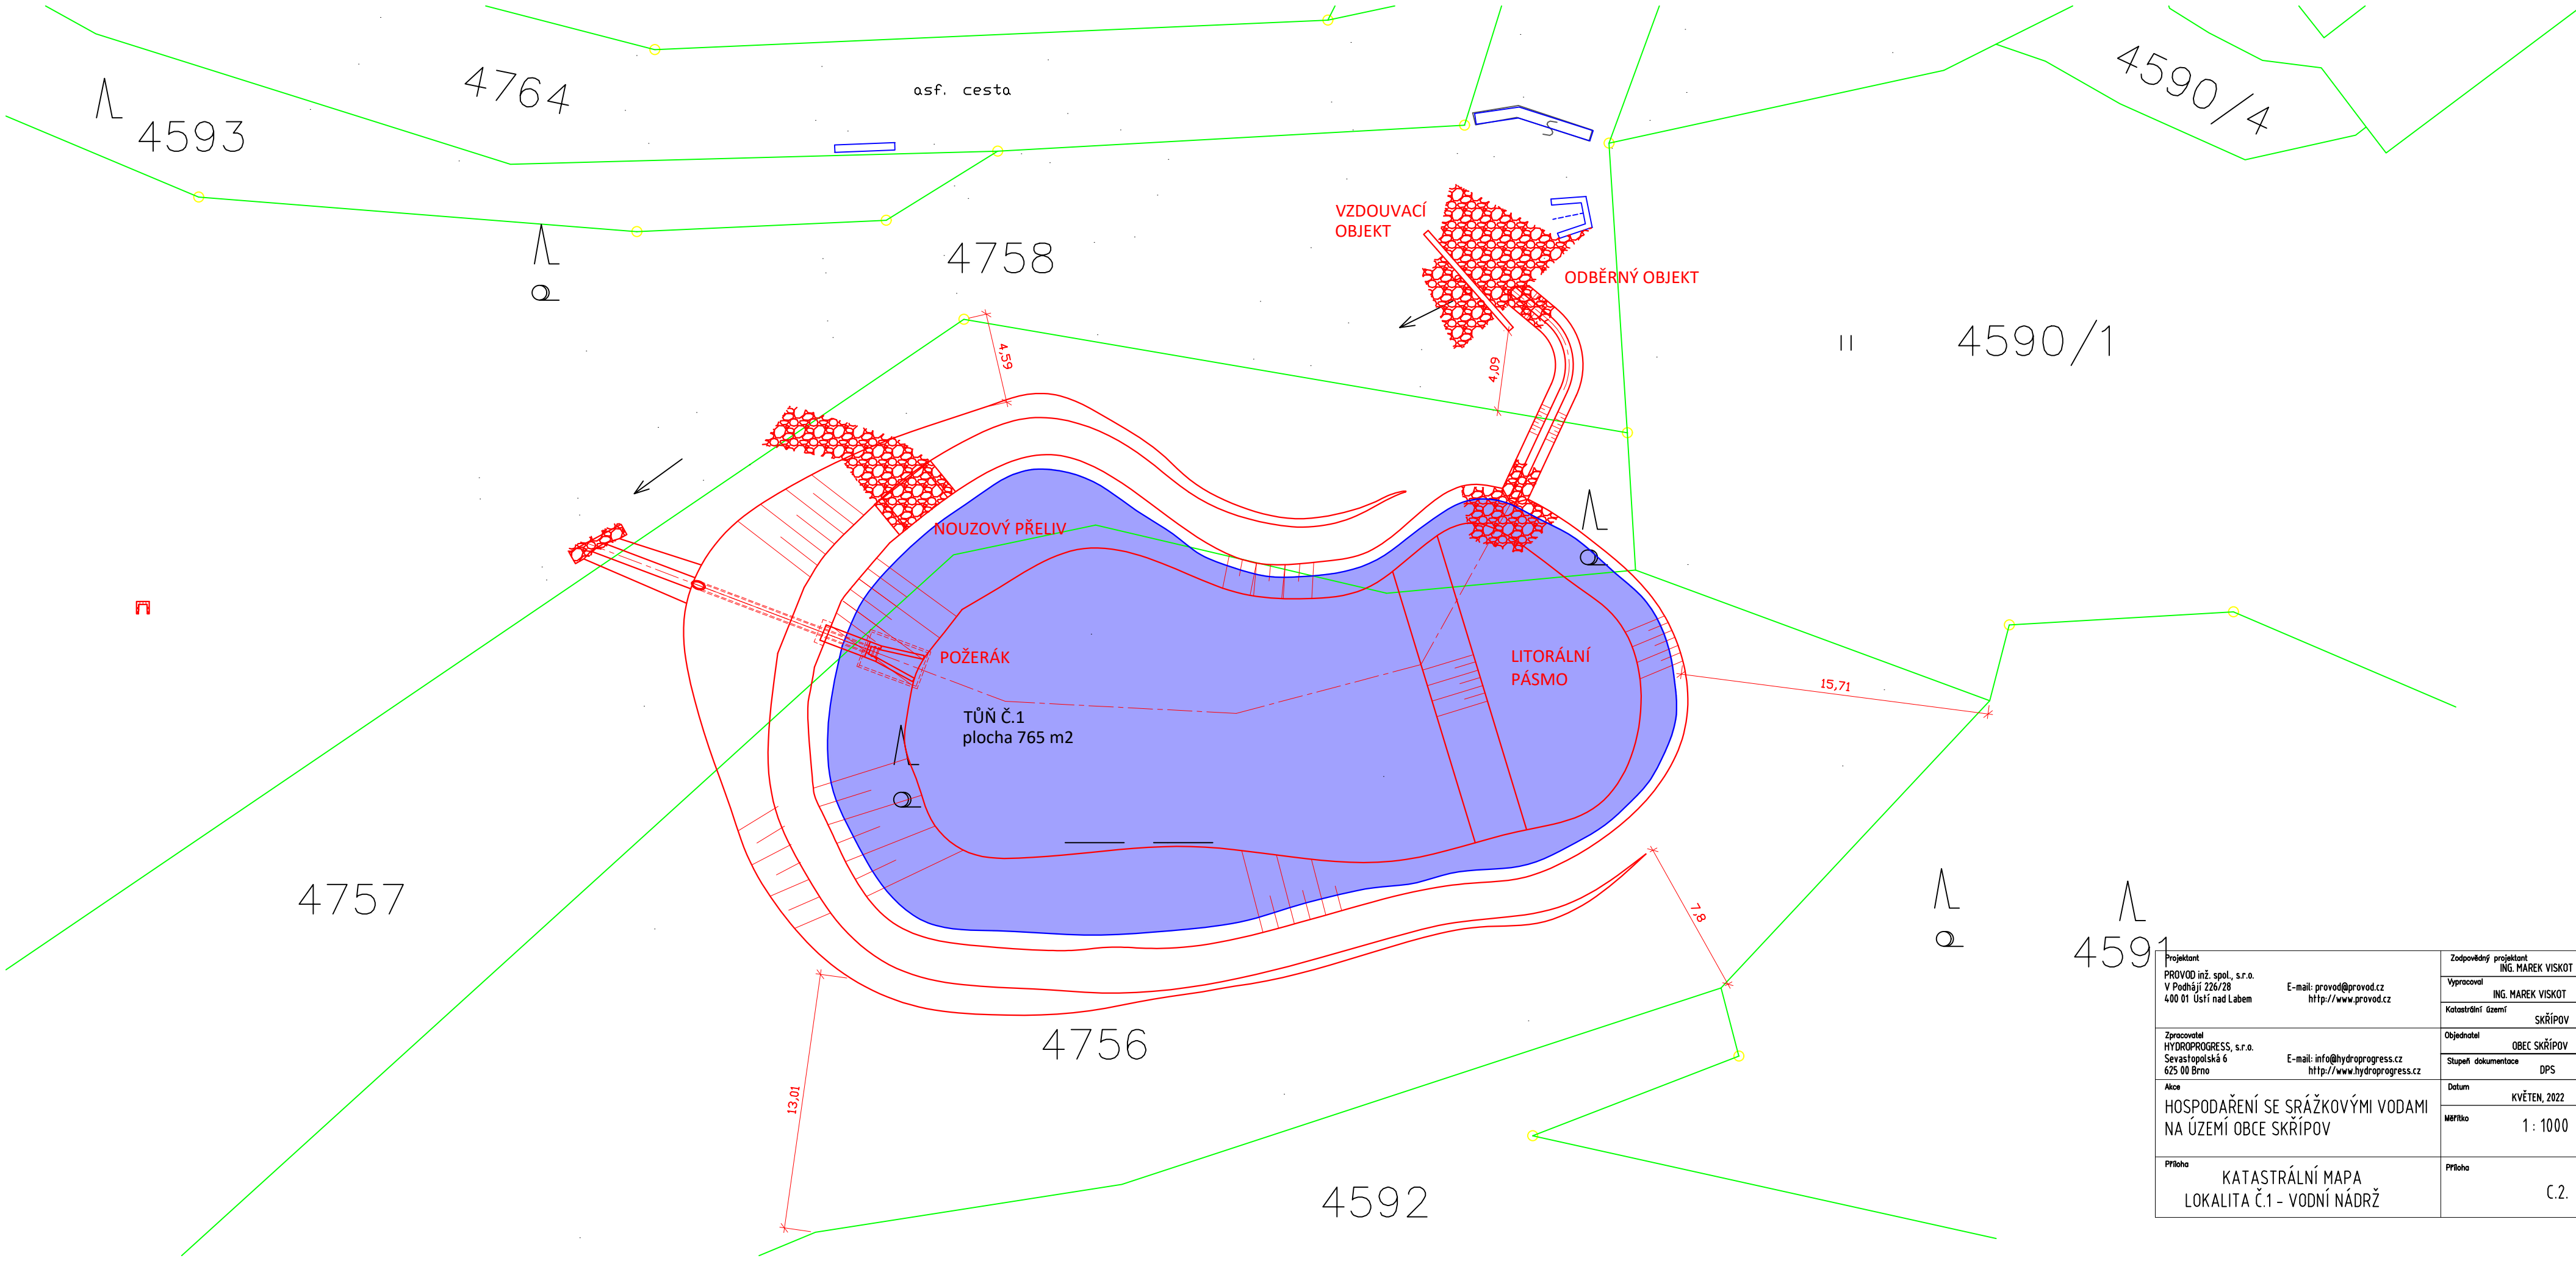 4764
asf. cesta
4590/4
4593
VZDOUVACÍ
OBJEKT
4758
ODBĚRNÝ OBJEKT
4590/1
4,59
4,09
NOUZOVÝ PŘELIV
POŽERÁK
LITORÁLNÍ
PÁSMO
15,71
TŮŇ Č.1
plocha 765 m2
4757
7,8
4591
4756
13,01
4592
Projektant
PROVOD inž. spol., s.r.o.
V Podhájí 226/28 E-mail: provod@provod.cz
400 01 Ústí nad Labem http://www.provod.cz
Zodpovědný projektant
ING. MAREK VISKOT
Vypracoval
ING. MAREK VISKOT
Katastrální území
SKŘÍPOV
Zpracovatel
HYDROPROGRESS, s.r.o.
Sevastopolská 6 E-mail: info@hydroprogress.cz
625 00 Brno http://www.hydroprogress.cz
Objednatel
OBEC SKŘÍPOV
Stupeň dokumentace
DPS
Akce
HOSPODAŘENÍ SE SRÁŽKOVÝMI VODAMI
NA ÚZEMÍ OBCE SKŘÍPOV
Datum
KVĚTEN, 2022
Měřítko
1 : 1000
Příloha
KATASTRÁLNÍ MAPA
LOKALITA Č.1 - VODNÍ NÁDRŽ
Příloha
C.2.